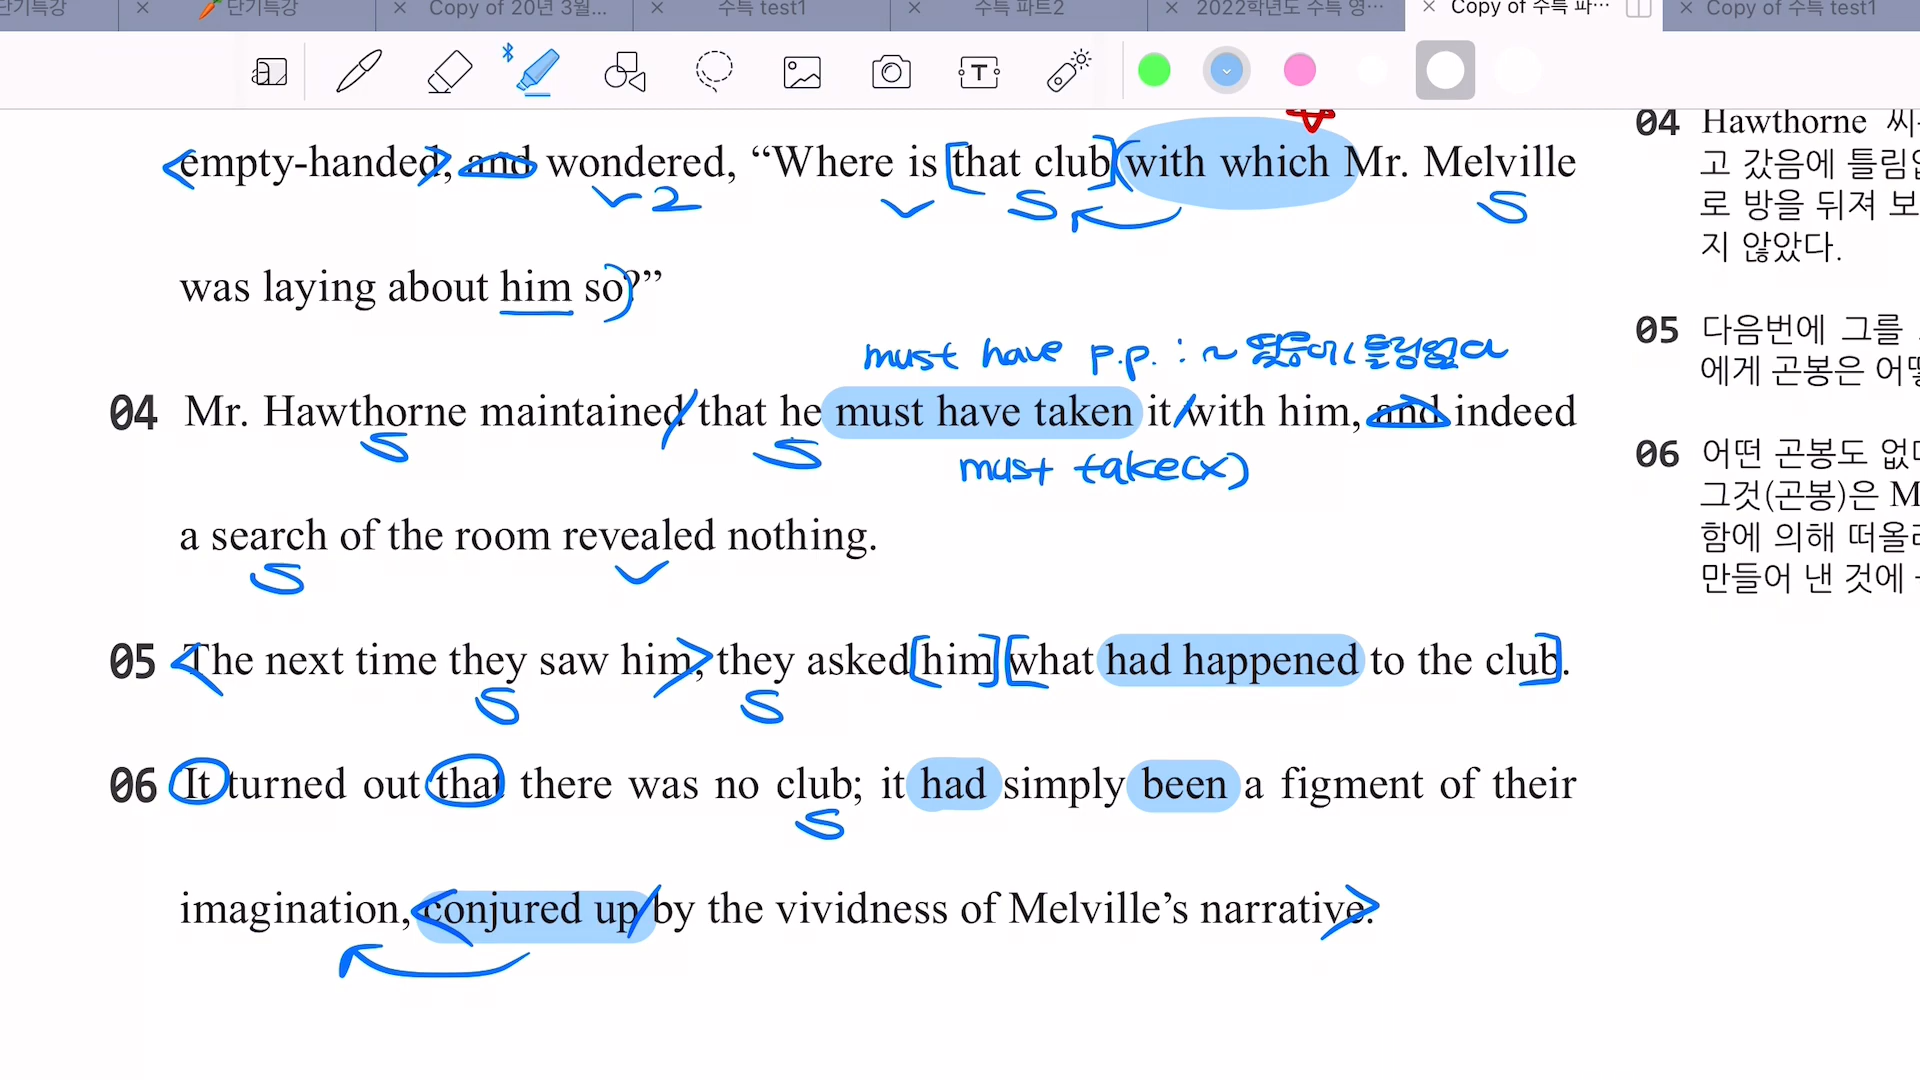 단기특강
× 🥕 단기특강
× Copy of 20년 3월...
× 수특 test1
× 수특 파트2
× 2022학년도 수특 영...
× Copy of 수특 파...
× Copy of 수특 test1
empty-handed, and wondered, “Where is [that club] (with which Mr. Melville
V2 V S S
was laying about him so)?”
must have p.p. : ~ 했음이 틀림없다
04 Mr. Hawthorne maintained / that he must have taken it / with him, and indeed
S S must take(x)
a search of the room revealed nothing.
S V
05 <The next time they saw him>, they asked [him] [what had happened to the club].
S S
06 It turned out that there was no club; it had simply been a figment of their
S
imagination, <conjured up / by the vividness of Melville’s narrative>.
04 Hawthorne 씨
고 갔음에 틀림없
로 방을 뒤져 보
지 않았다.
05 다음번에 그를
에게 곤봉은 어떻
06 어떤 곤봉도 없
그것(곤봉)은 M
함에 의해 떠올
만들어 낸 것에